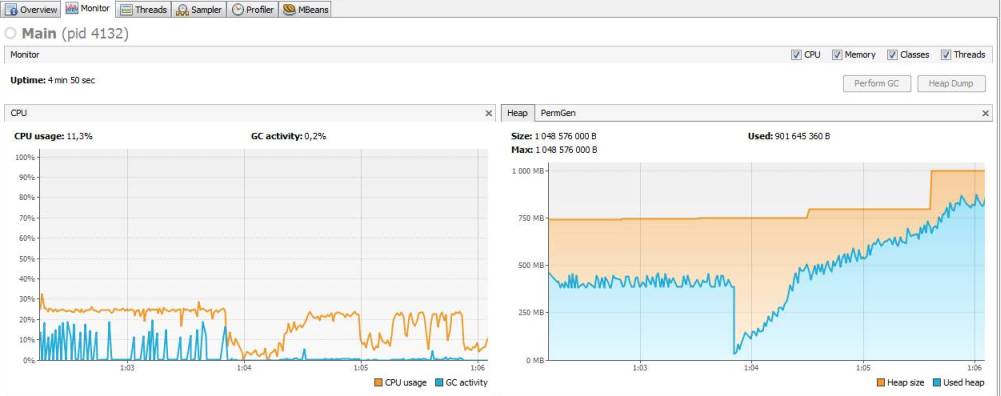 Overview Monitor Threads Sampler Profiler MBeans
Main (pid 4132)
Monitor CPU Memory Classes Threads
Uptime: 4 min 50 sec
Perform GC Heap Dump
CPU
CPU usage: 11,3% GC activity: 0,2%
100%
90%
80%
70%
60%
50%
40%
30%
20%
10%
0%
1:03 1:04 1:05 1:06
CPU usage GC activity
Heap PermGen
Size: 1 048 576 000 B Used: 901 645 360 B
Max: 1 048 576 000 B
1 000 MB
750 MB
500 MB
250 MB
0 MB
1:03 1:04 1:05 1:06
Heap size Used heap